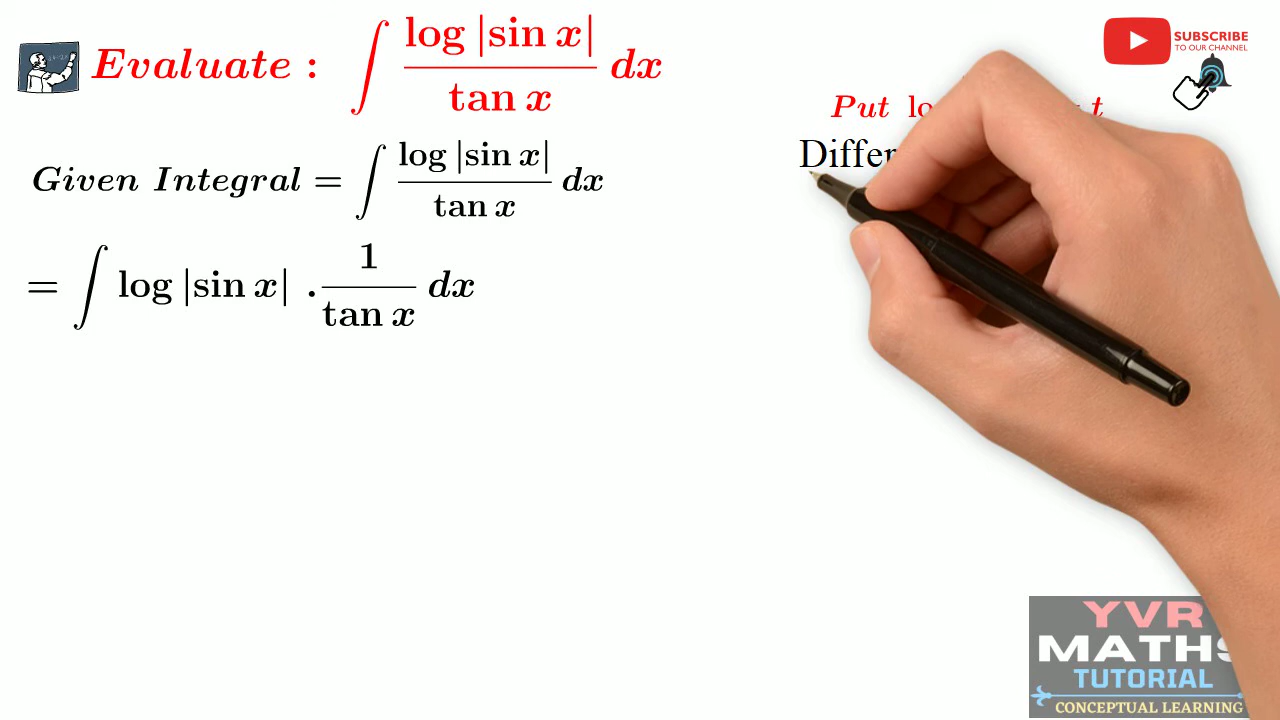 Evaluate : ∫ log |sin x| / tan x dx
SUBSCRIBE
TO OUR CHANNEL
Put t
Given Integral = ∫ log |sin x| / tan x dx
= ∫ log |sin x| . 1 / tan x dx
YVR
MATHS
TUTORIAL
CONCEPTUAL LEARNING